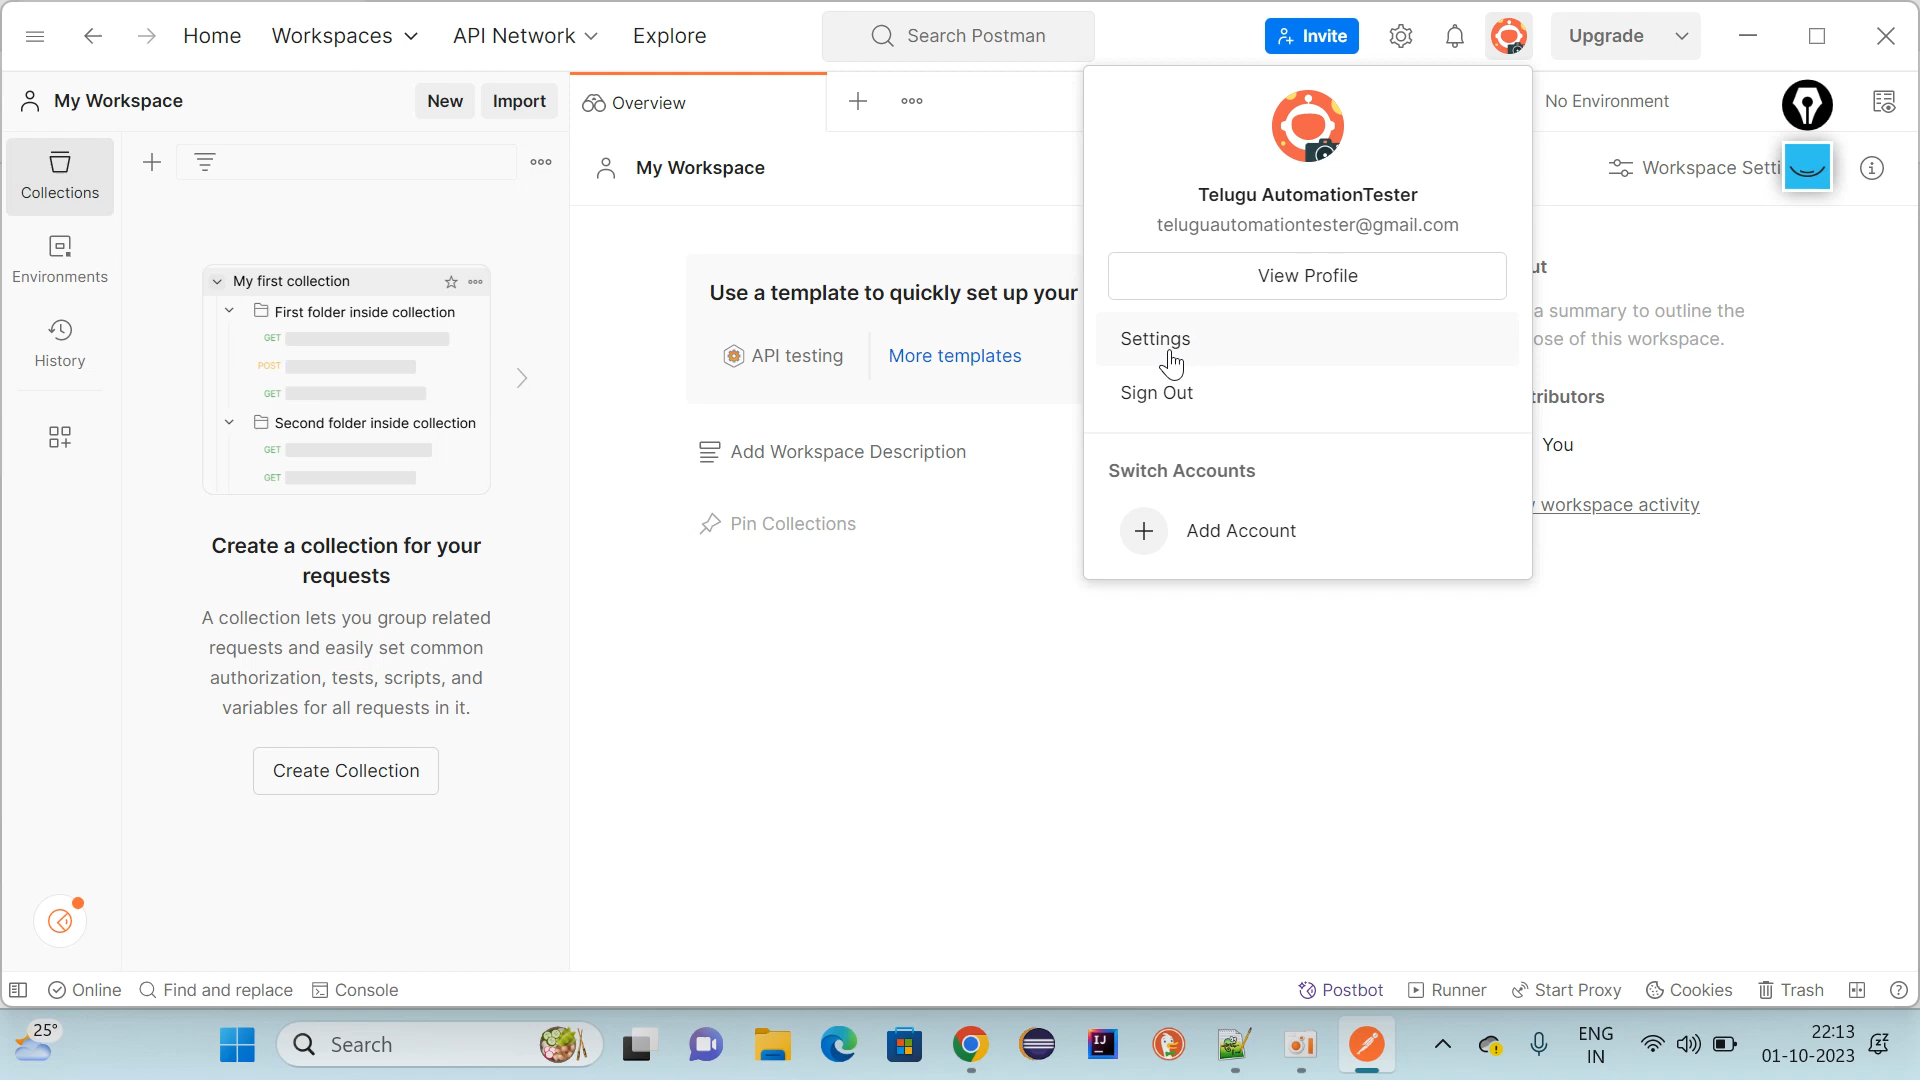 Home Workspaces API Network Explore Search Postman Invite Upgrade
My Workspace New Import Overview No Environment
Collections
My Workspace
Workspace Setti
Environments
History
My first collection
First folder inside collection
GET
POST
GET
Second folder inside collection
GET
GET
Create a collection for your
requests
A collection lets you group related
requests and easily set common
authorization, tests, scripts, and
variables for all requests in it.
Create Collection
Use a template to quickly set up your
API testing More templates
Add Workspace Description
Pin Collections
Telugu AutomationTester
teluguautomationtester@gmail.com
View Profile
Settings
Sign Out
Switch Accounts
Add Account
ut
a summary to outline the
ose of this workspace.
tributors
You
workspace activity
Online Find and replace Console Postbot Runner Start Proxy Cookies Trash
25°
Search
IJ
ENG
IN
22:13
01-10-2023